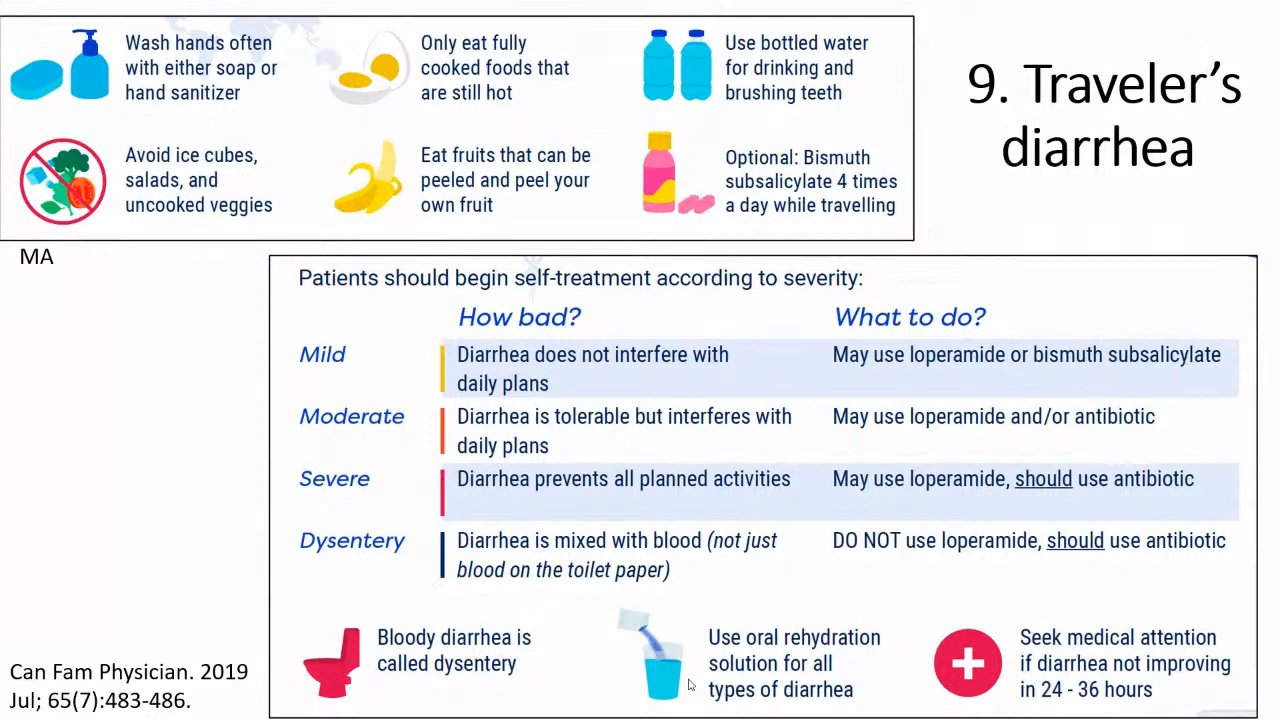 Wash hands often
with either soap or
hand sanitizer
Only eat fully
cooked foods that
are still hot
Use bottled water
for drinking and
brushing teeth
9. Traveler's
diarrhea
Avoid ice cubes,
salads, and
uncooked veggies
Eat fruits that can be
peeled and peel your
own fruit
Optional: Bismuth
subsalicylate 4 times
a day while travelling
MA
Patients should begin self-treatment according to severity:
How bad? What to do?
Mild Diarrhea does not interfere with May use loperamide or bismuth subsalicylate
daily plans
Moderate Diarrhea is tolerable but interferes with May use loperamide and/or antibiotic
daily plans
Severe Diarrhea prevents all planned activities May use loperamide, should use antibiotic
Dysentery Diarrhea is mixed with blood (not just DO NOT use loperamide, should use antibiotic
blood on the toilet paper)
Bloody diarrhea is
called dysentery
Use oral rehydration
solution for all
types of diarrhea
Seek medical attention
if diarrhea not improving
in 24 - 36 hours
Can Fam Physician. 2019
Jul; 65(7):483-486.